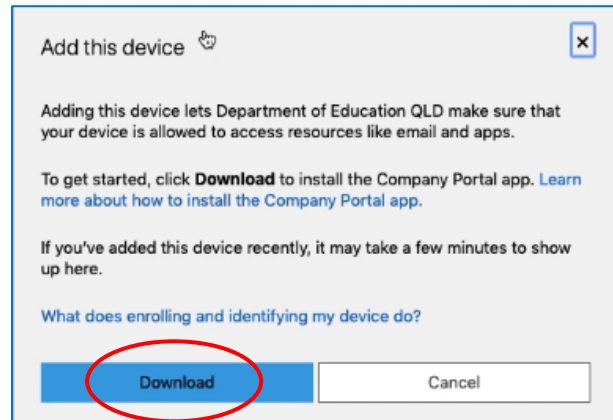 Add this device
Adding this device lets Department of Education QLD make sure that
your device is allowed to access resources like email and apps.
To get started, click Download to install the Company Portal app. Learn
more about how to install the Company Portal app.
If you've added this device recently, it may take a few minutes to show
up here.
What does enrolling and identifying my device do?
Download
Cancel